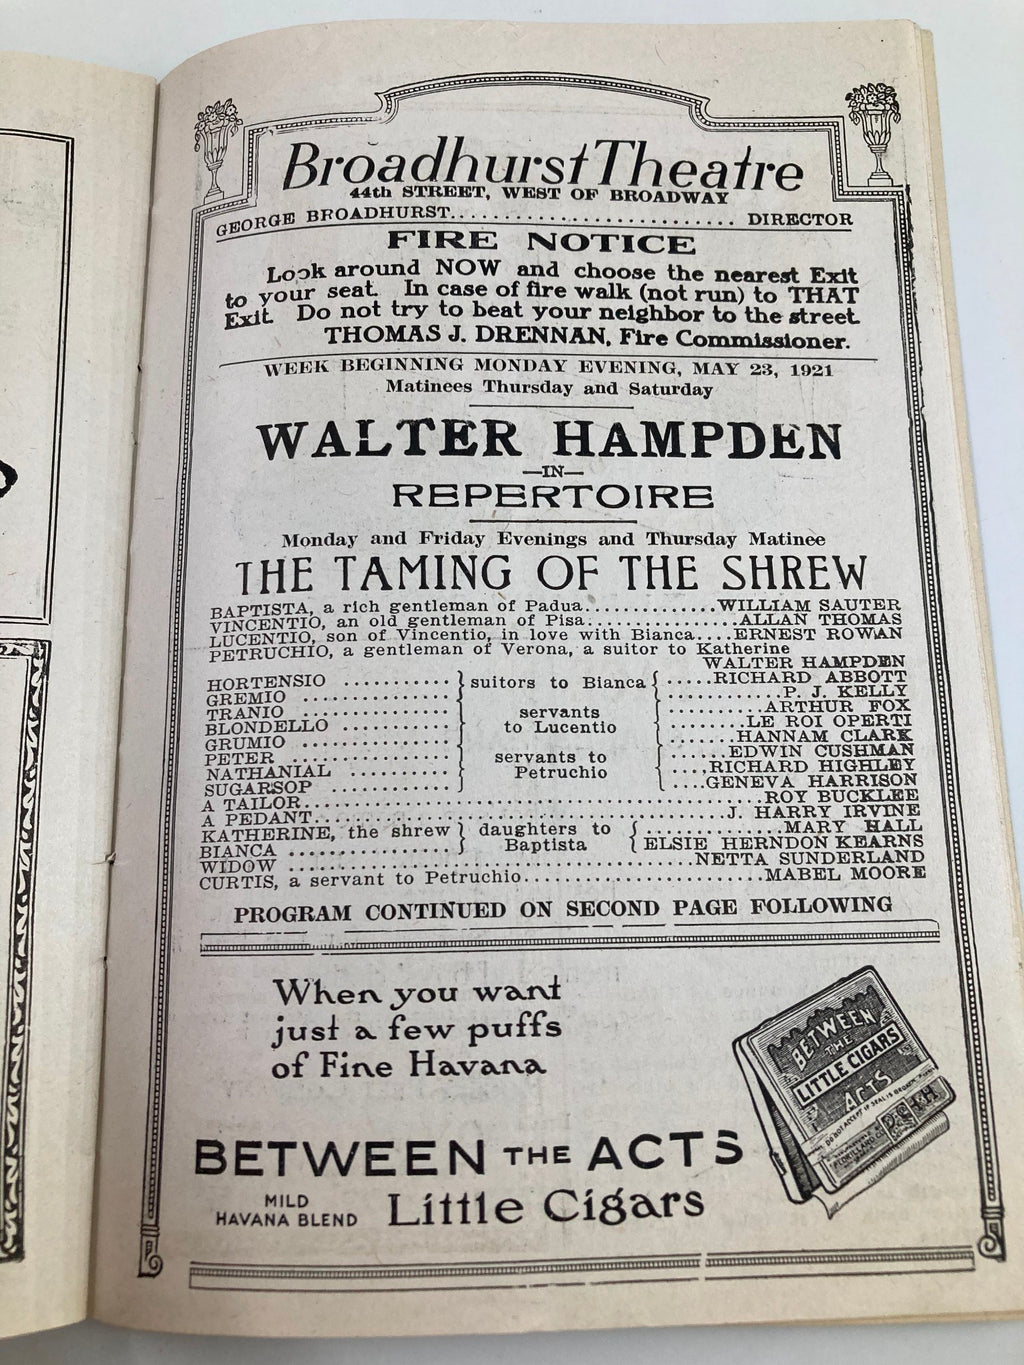 Broadhurst Theatre
44th STREET, WEST OF BROADWAY
GEORGE BROADHURST.................................. DIRECTOR
FIRE NOTICE
Look around NOW and choose the nearest Exit
to your seat. In case of fire walk (not run) to THAT
Exit. Do not try to beat your neighbor to the street.
THOMAS J. DRENNAN, Fire Commissioner.
WEEK BEGINNING MONDAY EVENING, MAY 23, 1921
Matinees Thursday and Saturday
WALTER HAMPDEN
—IN—
REPERTOIRE
Monday and Friday Evenings and Thursday Matinee
THE TAMING OF THE SHREW
BAPTISTA, a rich gentleman of Padua..............WILLIAM SAUTER
VINCENTIO, an old gentleman of Pisa................ALLAN THOMAS
LUCENTIO, son of Vincentio, in love with Bianca....ERNEST ROWAN
PETRUCHIO, a gentleman of Verona, a suitor to Katherine
WALTER HAMPDEN
HORTENSIO ........... } suitors to Bianca { .....RICHARD ABBOTT
GREMIO ............... } { ............P. J. KELLY
TRANIO ............... } servants { ..........ARTHUR FOX
BLONDELLO ........... } to Lucentio { ........LE ROI OPERTI
GRUMIO ............... } { .......HANNAM CLARK
PETER ................ } servants to { ......EDWIN CUSHMAN
NATHANIAL .......... } Petruchio { ....,RICHARD HIGHLEY
SUGARSOP ............ } { ....GENEVA HARRISON
A TAILOR..................................................ROY BUCKLEE
A PEDANT.............................................J. HARRY IRVINE
KATHERINE, the shrew } daughters to { ...............MARY HALL
BIANCA ............... } Baptista { ELSIE HERNDON KEARNS
WIDOW .............................................NETTA SUNDERLAND
CURTIS, a servant to Petruchio........................MABEL MOORE
PROGRAM CONTINUED ON SECOND PAGE FOLLOWING
When you want
just a few puffs
of Fine Havana
BETWEEN
THE
LITTLE CIGARS
ACTS
DO NOT ACCEPT IF SEAL IS BROKEN
BETWEEN THE ACTS
MILD
HAVANA BLEND
Little Cigars